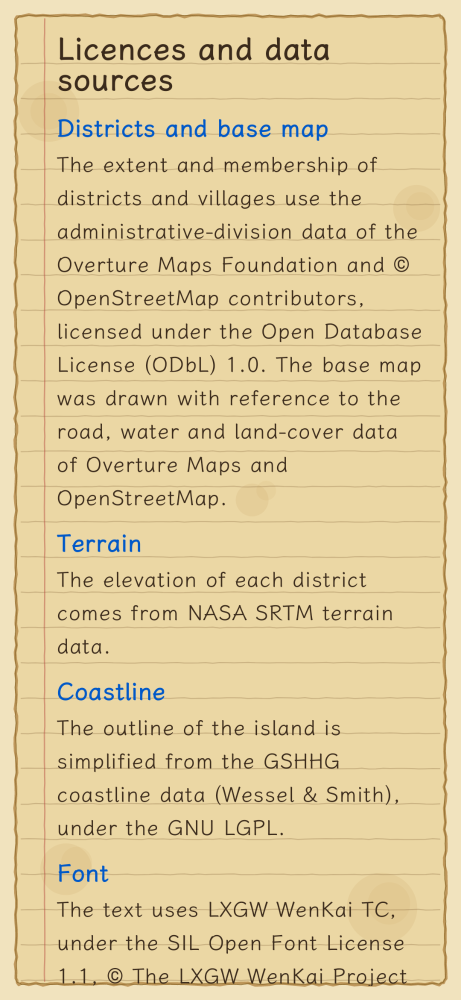 Licences and data
sources
Districts and base map
The extent and membership of
districts and villages use the
administrative-division data of the
Overture Maps Foundation and ©
OpenStreetMap contributors,
licensed under the Open Database
License (ODbL) 1.0. The base map
was drawn with reference to the
road, water and land-cover data
of Overture Maps and
OpenStreetMap.
Terrain
The elevation of each district
comes from NASA SRTM terrain
data.
Coastline
The outline of the island is
simplified from the GSHHG
coastline data (Wessel & Smith),
under the GNU LGPL.
Font
The text uses LXGW WenKai TC,
under the SIL Open Font License
1.1, © The LXGW WenKai Project